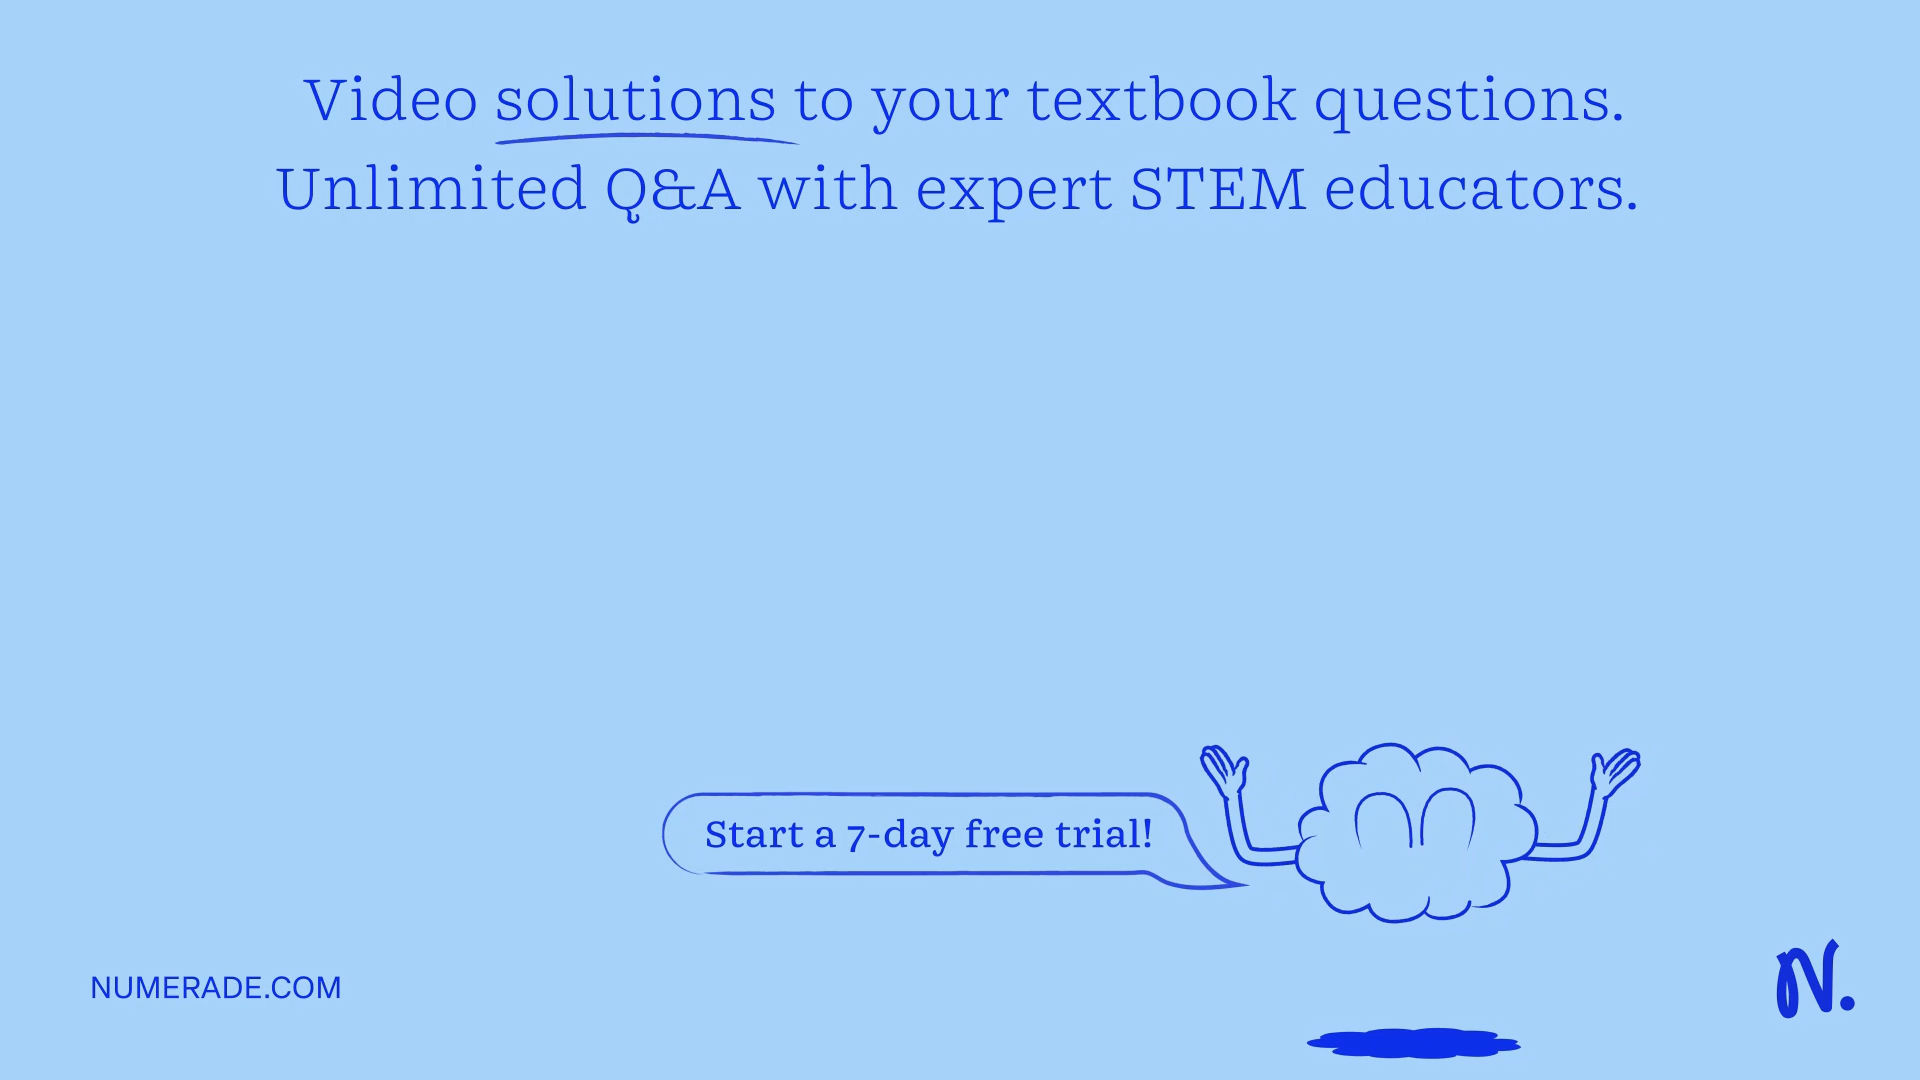 Video solutions to your textbook questions.
Unlimited Q&A with expert STEM educators.
Start a 7-day free trial!
NUMERADE.COM
N.